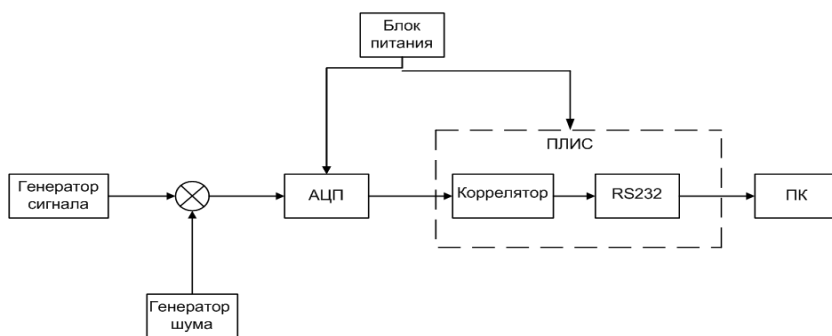 Блок
питания
ПЛИС
Генератор
сигнала
АЦП
Коррелятор
RS232
ПК
Генератор
шума